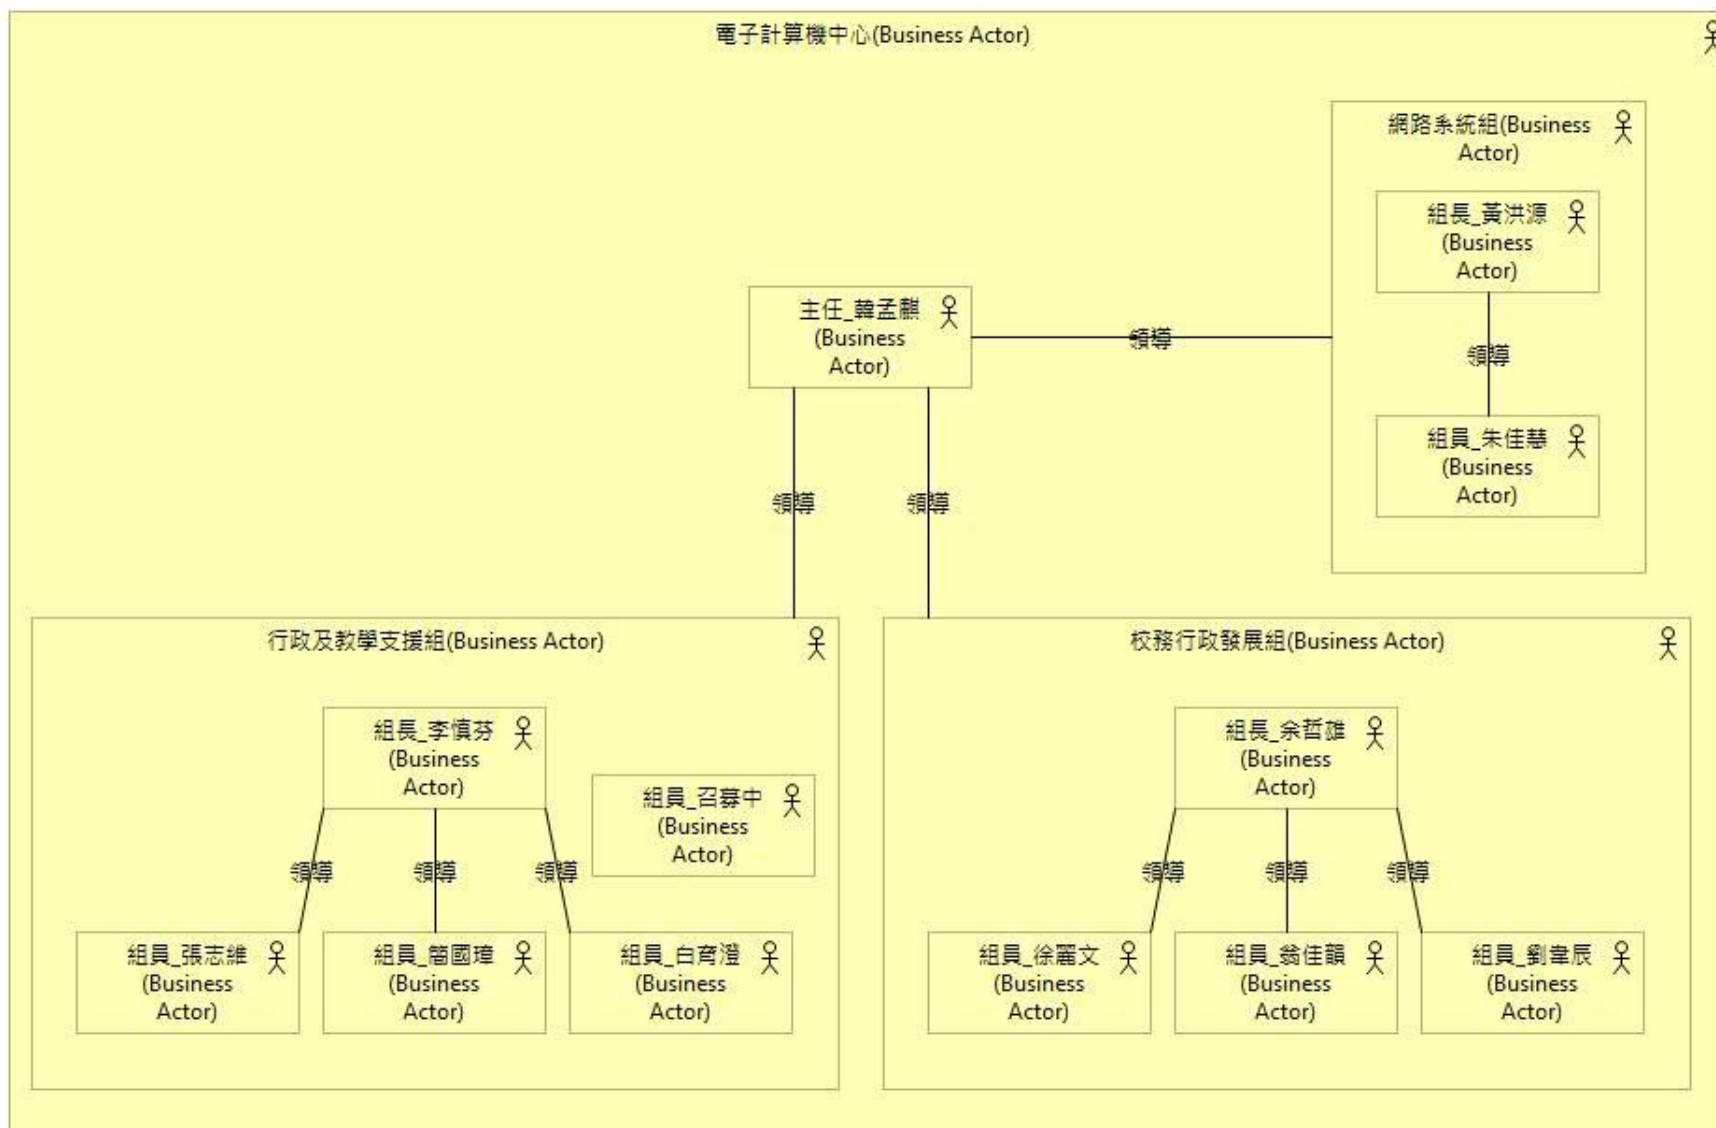 電子計算機中心(Business Actor)
網路系統組(Business
Actor)
組長_黃洪源
(Business
Actor)
領導
組員_朱佳慧
(Business
Actor)
主任_韓孟麒
(Business
Actor)
領導
領導
領導
行政及教學支援組(Business Actor)
組長_李慎芬
(Business
Actor)
組員_召募中
(Business
Actor)
領導
領導
領導
組員_張志維
(Business
Actor)
組員_簡國瑋
(Business
Actor)
組員_白育澄
(Business
Actor)
校務行政發展組(Business Actor)
組長_余哲雄
(Business
Actor)
領導
領導
領導
組員_徐麗文
(Business
Actor)
組員_翁佳韻
(Business
Actor)
組員_劉韋辰
(Business
Actor)